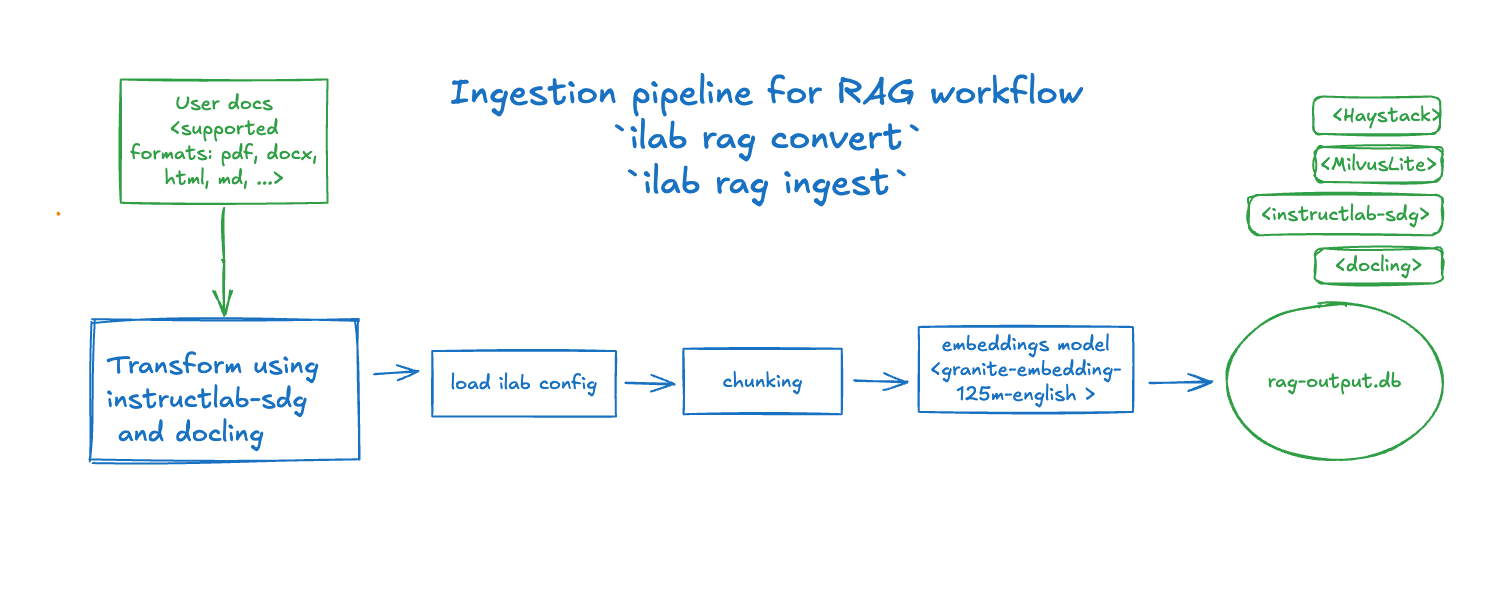 Ingestion pipeline for RAG workflow
`ilab rag convert`
`ilab rag ingest`
User docs
<supported
formats: pdf, docx,
html, md, ...>
<Haystack>
<MilvusLite>
<instructlab-sdg>
<docling>
Transform using
instructlab-sdg
and docling
load ilab config
chunking
embeddings model
<granite-embedding-
125m-english >
rag-output.db